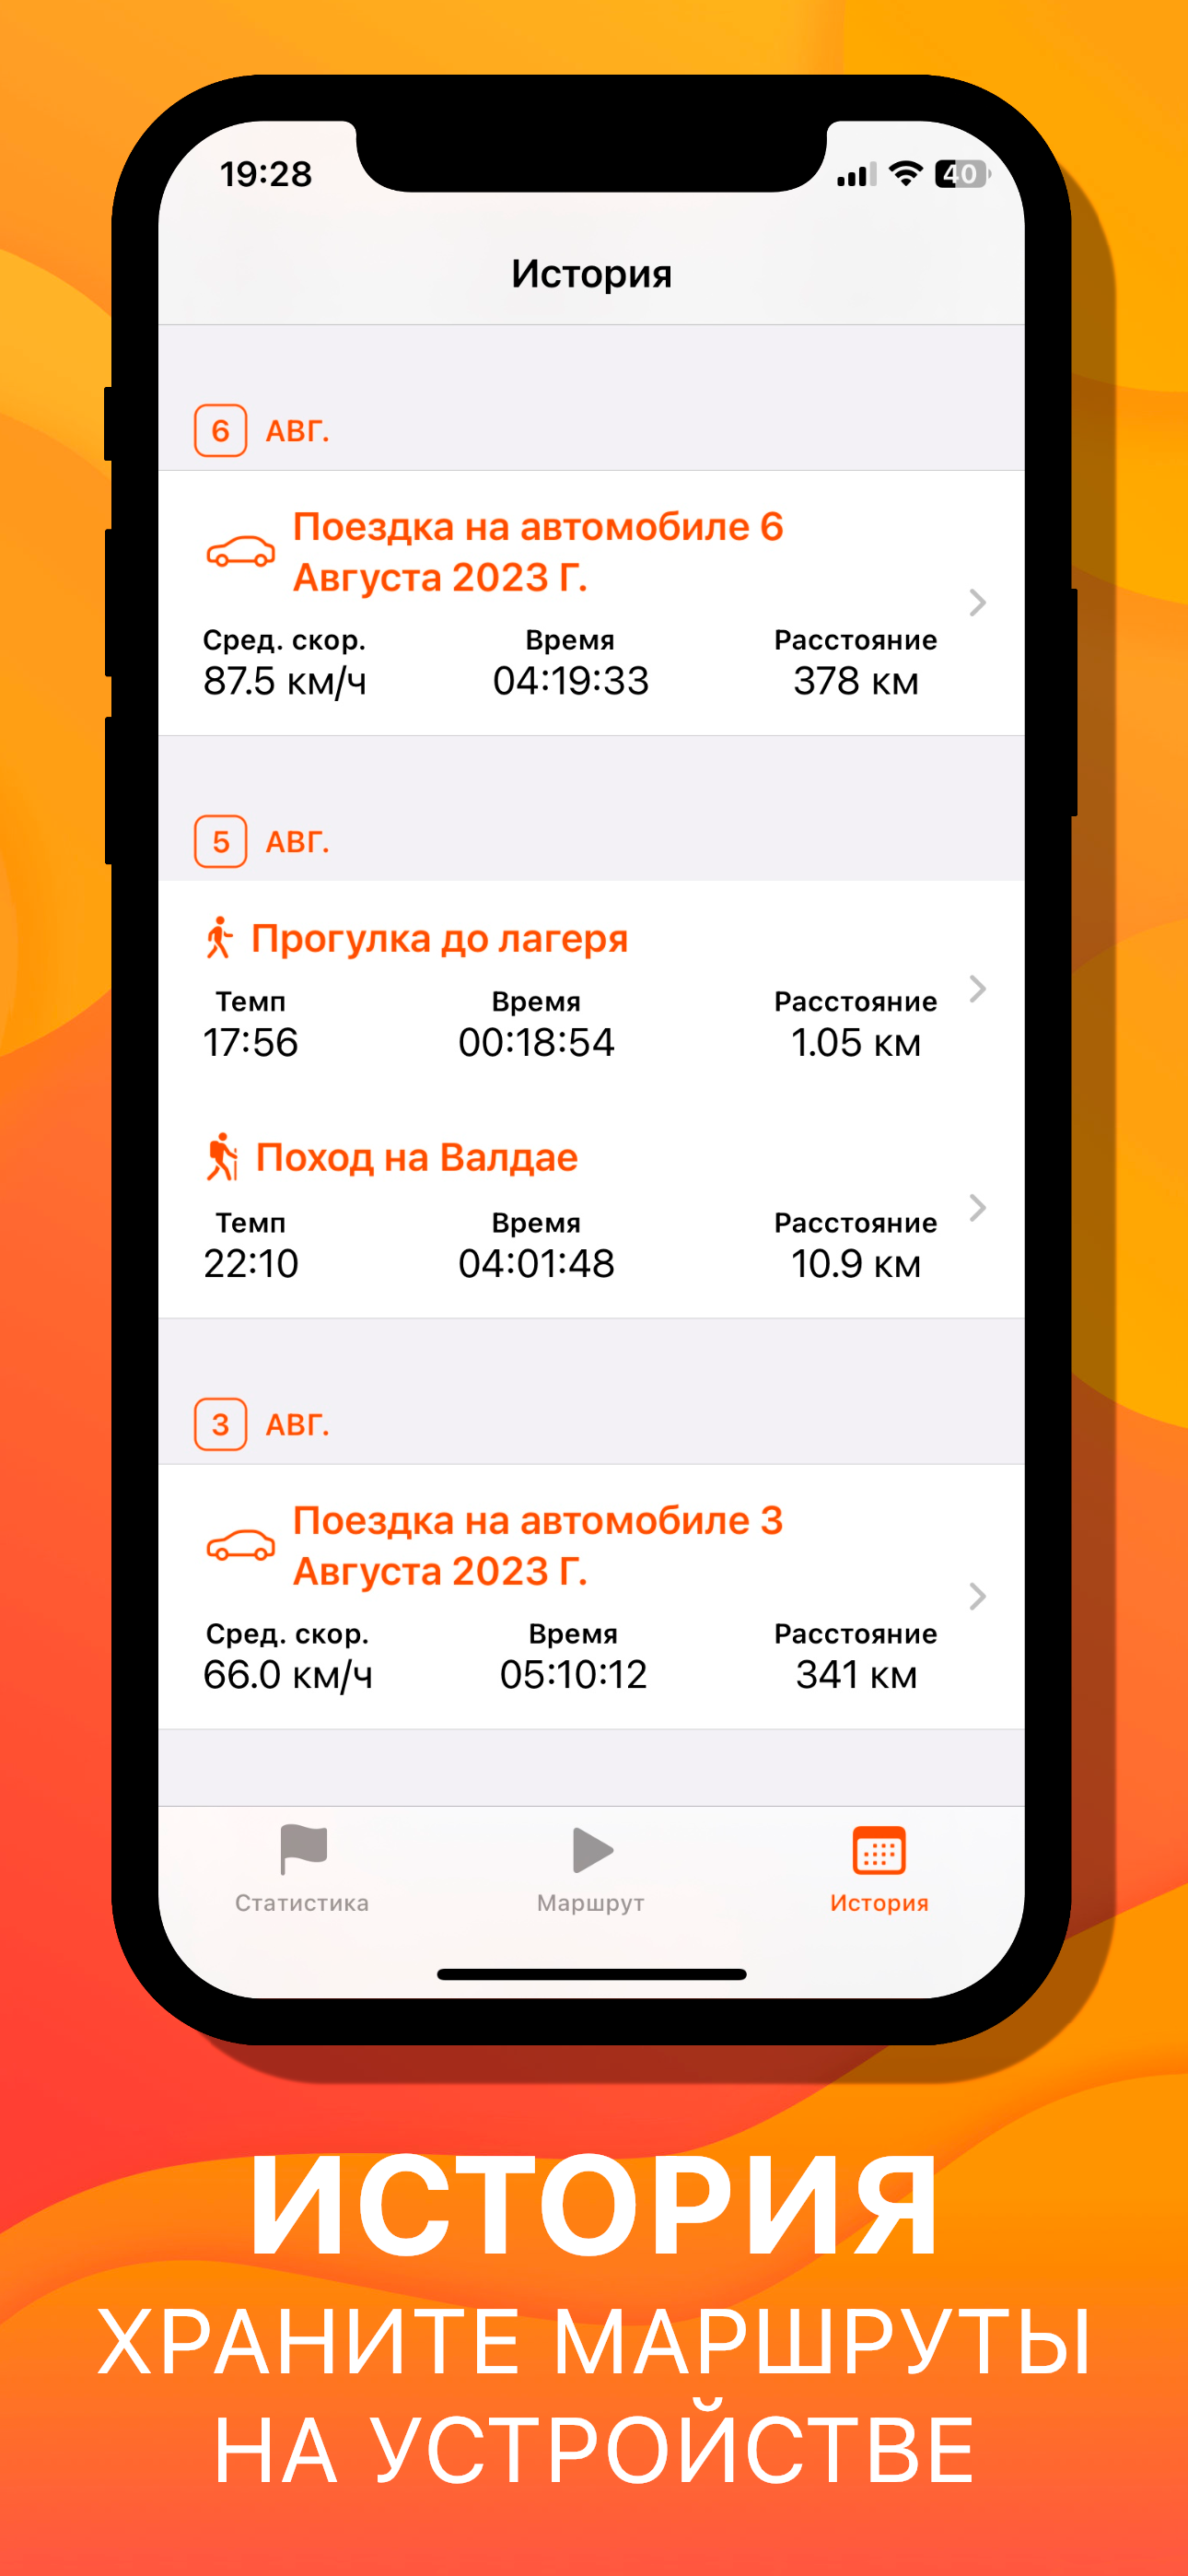 19:28
40
История
6 АВГ.
Поездка на автомобиле 6
Августа 2023 Г.
Сред. скор. Время Расстояние
87.5 км/ч 04:19:33 378 км
5 АВГ.
Прогулка до лагеря
Темп Время Расстояние
17:56 00:18:54 1.05 км
Поход на Валдае
Темп Время Расстояние
22:10 04:01:48 10.9 км
3 АВГ.
Поездка на автомобиле 3
Августа 2023 Г.
Сред. скор. Время Расстояние
66.0 км/ч 05:10:12 341 км
Статистика Маршрут История
ИСТОРИЯ
ХРАНИТЕ МАРШРУТЫ
НА УСТРОЙСТВЕ